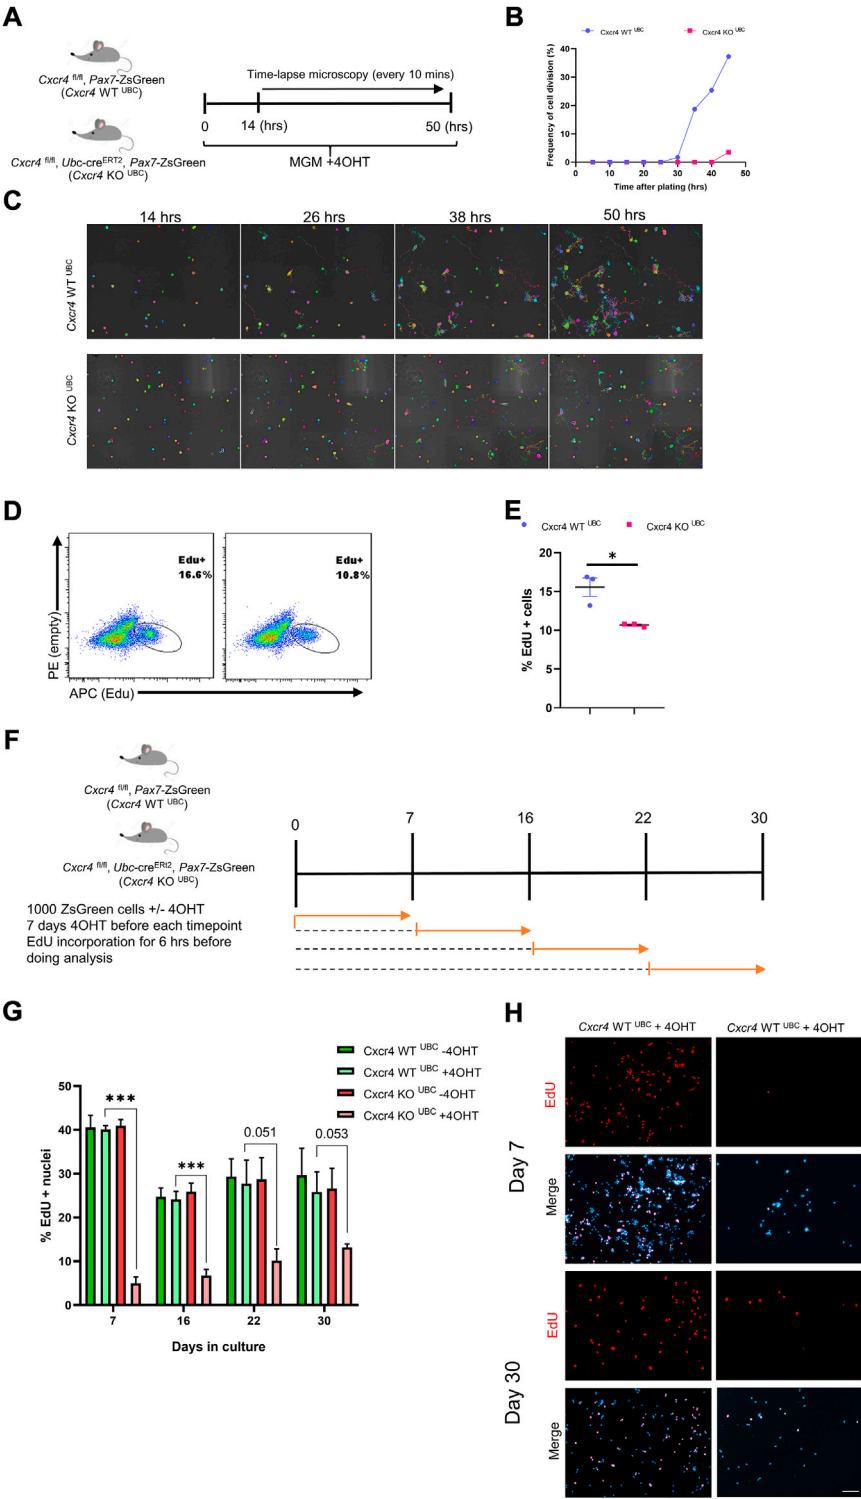 A
Cxcr4 fl/fl, Pax7-ZsGreen
(Cxcr4 WT UBC)
Cxcr4 fl/fl, Ubc-creERT2, Pax7-ZsGreen
(Cxcr4 KO UBC)
Time-lapse microscopy (every 10 mins)
0 14 (hrs) 50 (hrs)
MGM +4OHT
B
Cxcr4 WT UBC Cxcr4 KO UBC
Frequency of cell division (%)
40
30
20
10
0
0 10 20 30 40 50
Time after plating (hrs)
C
14 hrs 26 hrs 38 hrs 50 hrs
Cxcr4 WT UBC
Cxcr4 KO UBC
D
Edu+
16.6%
Edu+
10.8%
PE (empty)
APC (Edu)
E
Cxcr4 WT UBC Cxcr4 KO UBC
*
% EdU + cells
20
15
10
5
0
F
Cxcr4 fl/fl, Pax7-ZsGreen
(Cxcr4 WT UBC)
Cxcr4 fl/fl, Ubc-creERt2, Pax7-ZsGreen
(Cxcr4 KO UBC)
1000 ZsGreen cells +/- 4OHT
7 days 4OHT before each timepoint
EdU incorporation for 6 hrs before
doing analysis
0 7 16 22 30
G
Cxcr4 WT UBC -4OHT
Cxcr4 WT UBC +4OHT
Cxcr4 KO UBC -4OHT
Cxcr4 KO UBC +4OHT
% EdU + nuclei
50
40
30
20
10
0
*** *** 0.051 0.053
7 16 22 30
Days in culture
H
Cxcr4 WT UBC + 4OHT Cxcr4 WT UBC + 4OHT
Day 7
EdU
Merge
Day 30
EdU
Merge